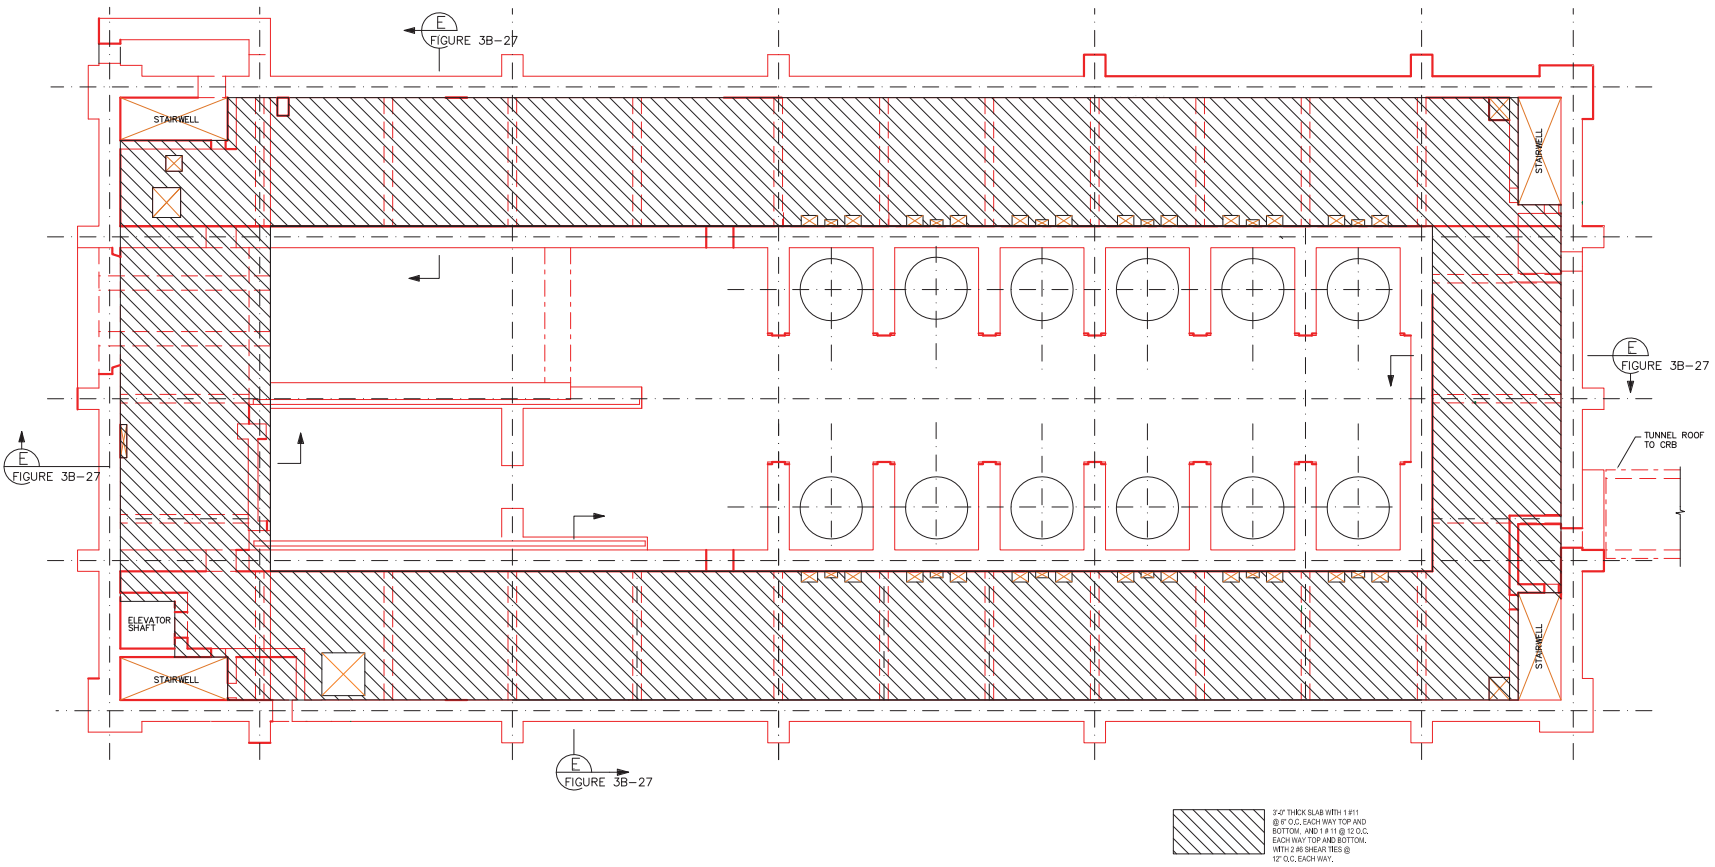 E
FIGURE 3B-27
STAIRWELL
STAIRWELL
E
FIGURE 3B-27
TUNNEL ROOF
TO CRB
E
FIGURE 3B-27
ELEVATOR
SHAFT
STAIRWELL
STAIRWELL
E
FIGURE 3B-27
3'-0" THICK SLAB WITH 1 #11
@ 6" O.C. EACH WAY TOP AND
BOTTOM, AND 1 # 11 @ 12 O.C.
EACH WAY TOP AND BOTTOM.
WITH 2 #6 SHEAR TIES @
12" O.C. EACH WAY.